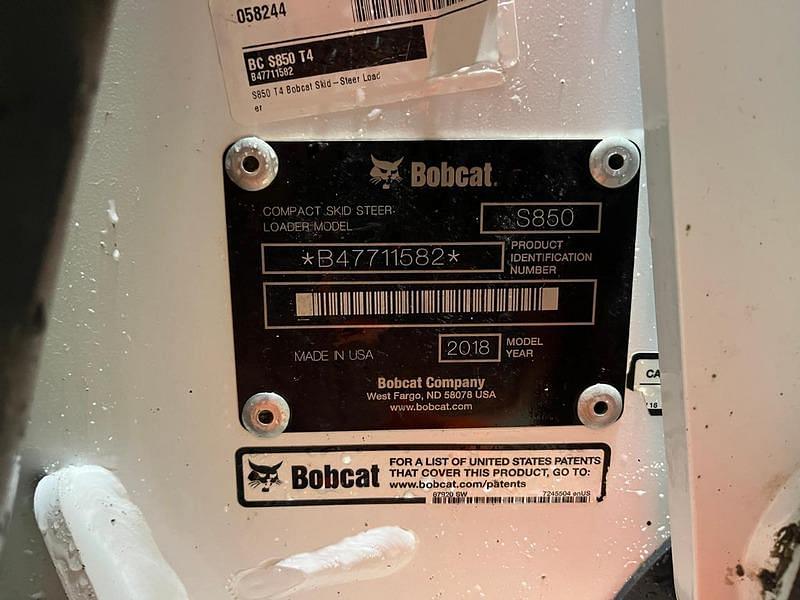 058244
BC S850 T4
B47711582
S850 T4 Bobcat Skid-Steer Load
er
Bobcat
COMPACT SKID STEER
LOADER MODEL
S850
*B47711582*
PRODUCT
IDENTIFICATION
NUMBER
MADE IN USA
2018
MODEL
YEAR
Bobcat Company
West Fargo, ND 58078 USA
www.bobcat.com
CA
Bobcat
FOR A LIST OF UNITED STATES PATENTS
THAT COVER THIS PRODUCT, GO TO:
www.bobcat.com/patents
87920 SW
7245504 enUS